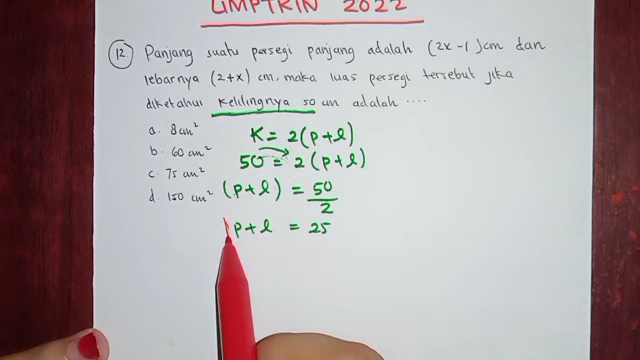 UMPTKIN 2022
12 Panjang suatu persegi panjang adalah (2x-1)cm dan
lebarnya (2+x) cm, maka luas persegi tersebut jika
diketahui kelilingnya 50 cm adalah ....
a. 8 cm²
b. 60 cm²
c. 75 cm²
d. 150 cm²
K = 2(p+l)
50 = 2(p+l)
(p+l) = 50/2
p+l = 25